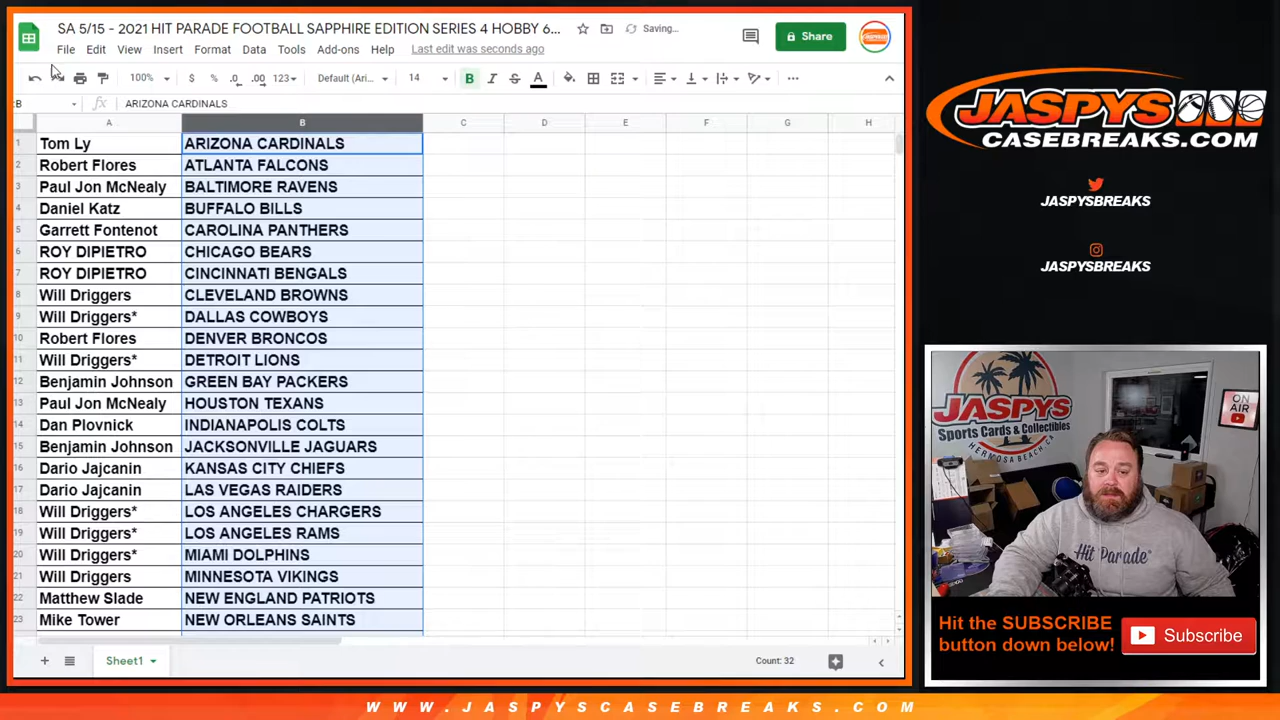 SA 5/15 - 2021 HIT PARADE FOOTBALL SAPPHIRE EDITION SERIES 4 HOBBY 6...
Saving...
Share
File Edit View Insert Format Data Tools Add-ons Help Last edit was seconds ago
100% $ % .0 .00 123 Default (Ari... 14 B I S A
B fx ARIZONA CARDINALS
A B C D E F G H
1 Tom Ly ARIZONA CARDINALS
2 Robert Flores ATLANTA FALCONS
3 Paul Jon McNealy BALTIMORE RAVENS
4 Daniel Katz BUFFALO BILLS
5 Garrett Fontenot CAROLINA PANTHERS
6 ROY DIPIETRO CHICAGO BEARS
7 ROY DIPIETRO CINCINNATI BENGALS
8 Will Driggers CLEVELAND BROWNS
9 Will Driggers* DALLAS COWBOYS
10 Robert Flores DENVER BRONCOS
11 Will Driggers* DETROIT LIONS
12 Benjamin Johnson GREEN BAY PACKERS
13 Paul Jon McNealy HOUSTON TEXANS
14 Dan Plovnick INDIANAPOLIS COLTS
15 Benjamin Johnson JACKSONVILLE JAGUARS
16 Dario Jajcanin KANSAS CITY CHIEFS
17 Dario Jajcanin LAS VEGAS RAIDERS
18 Will Driggers* LOS ANGELES CHARGERS
19 Will Driggers* LOS ANGELES RAMS
20 Will Driggers* MIAMI DOLPHINS
21 Will Driggers MINNESOTA VIKINGS
22 Matthew Slade NEW ENGLAND PATRIOTS
23 Mike Tower NEW ORLEANS SAINTS
Sheet1
Count: 32
JASPYS
CASEBREAKS.COM
JASPYSBREAKS
JASPYSBREAKS
JASPYS
Sports Cards & Collectibles
HERMOSA BEACH, CA
ON AIR
Hit Parade
Hit the SUBSCRIBE
button down below!
Subscribe
WWW.JASPYSCASEBREAKS.COM